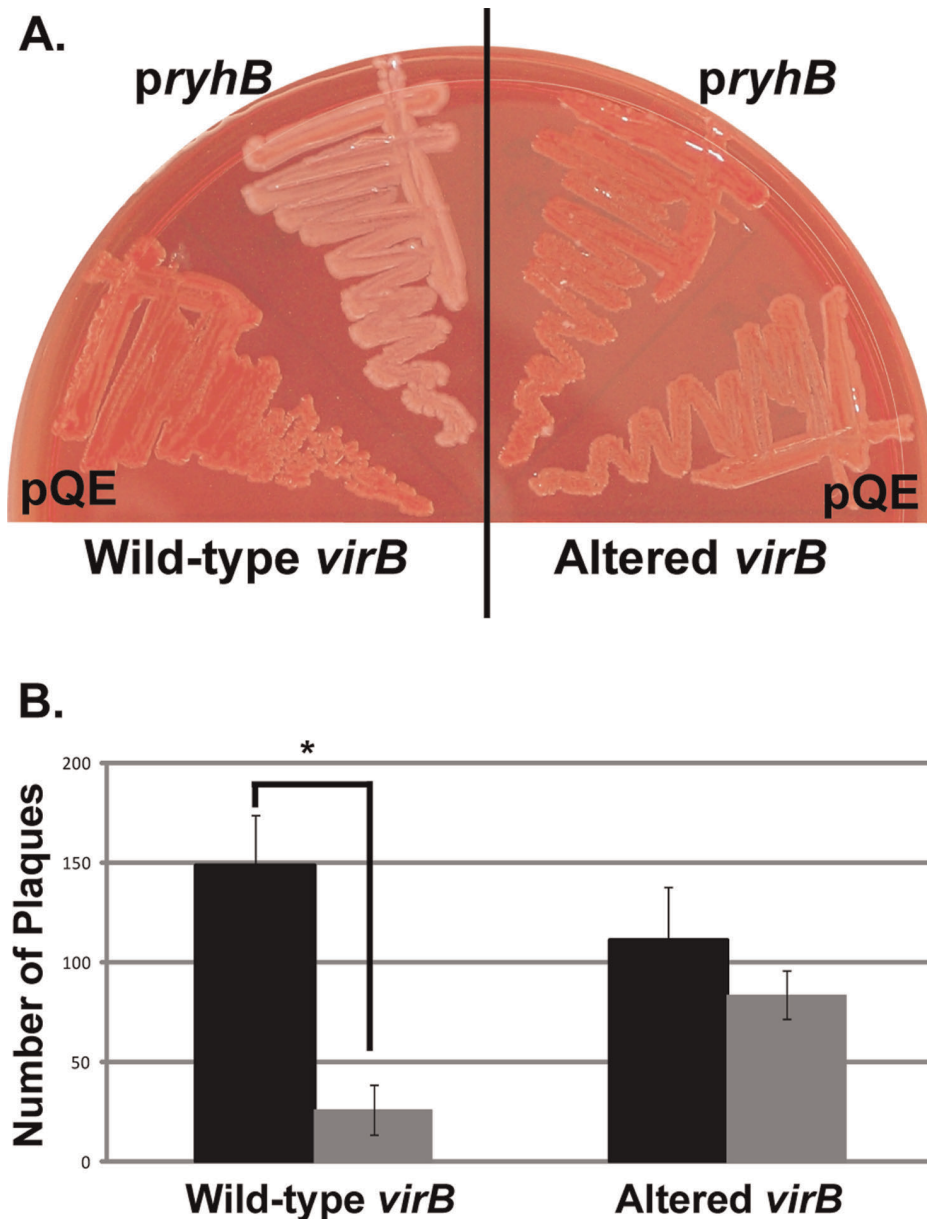 A.
pryhB pryhB
pQE pQE
Wild-type virB Altered virB
B.
Number of Plaques
*
200
150
100
50
0
Wild-type virB Altered virB